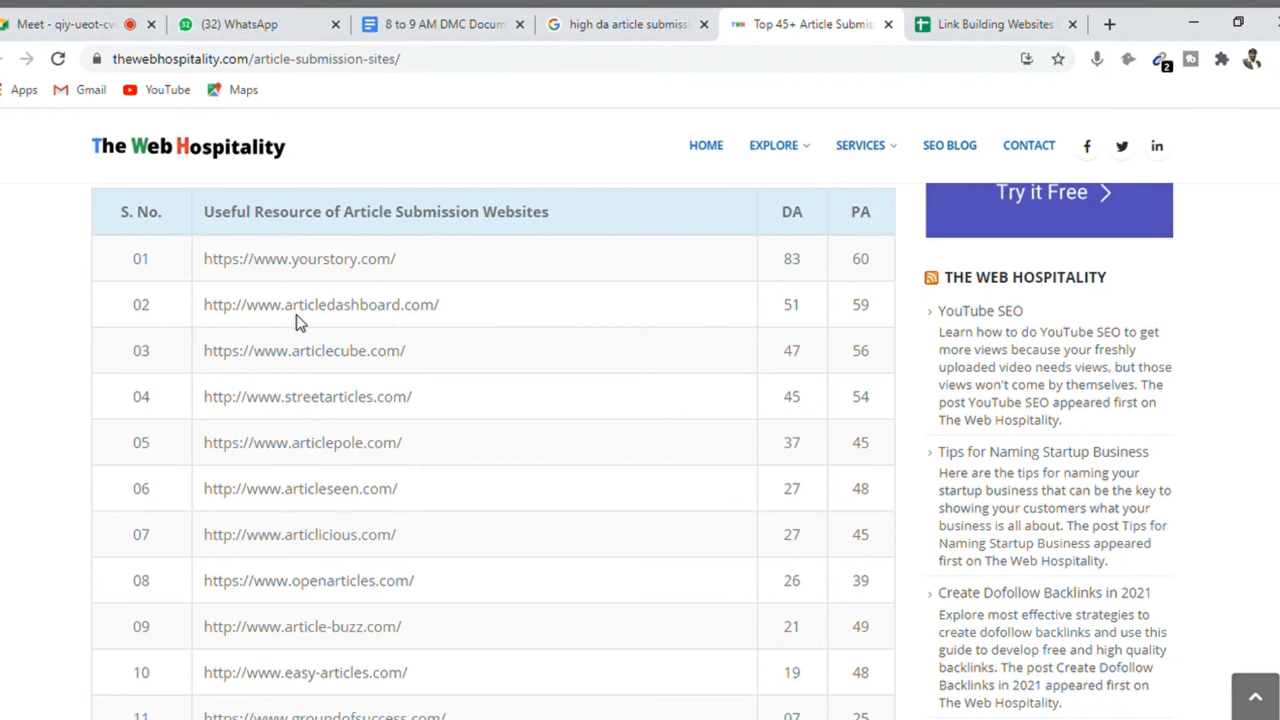 Meet - qiy-ueot-cv
(32) WhatsApp
8 to 9 AM DMC Docum
high da article submissi
Top 45+ Article Submis
Link Building Websites
thewebhospitality.com/article-submission-sites/
2
Apps
Gmail
YouTube
Maps
The Web Hospitality
HOME
EXPLORE
SERVICES
SEO BLOG
CONTACT
Try it Free
S. No. Useful Resource of Article Submission Websites DA PA
01 https://www.yourstory.com/ 83 60
02 http://www.articledashboard.com/ 51 59
03 https://www.articlecube.com/ 47 56
04 http://www.streetarticles.com/ 45 54
05 https://www.articlepole.com/ 37 45
06 http://www.articleseen.com/ 27 48
07 http://www.articlicious.com/ 27 45
08 https://www.openarticles.com/ 26 39
09 http://www.article-buzz.com/ 21 49
10 http://www.easy-articles.com/ 19 48
11 https://www.groundofsuccess.com/ 07 25
THE WEB HOSPITALITY
YouTube SEO
Learn how to do YouTube SEO to get
more views because your freshly
uploaded video needs views, but those
views won't come by themselves. The
post YouTube SEO appeared first on
The Web Hospitality.
Tips for Naming Startup Business
Here are the tips for naming your
startup business that can be the key to
showing your customers what your
business is all about. The post Tips for
Naming Startup Business appeared
first on The Web Hospitality.
Create Dofollow Backlinks in 2021
Explore most effective strategies to
create dofollow backlinks and use this
guide to develop free and high quality
backlinks. The post Create Dofollow
Backlinks in 2021 appeared first on
The Web Hospitality.